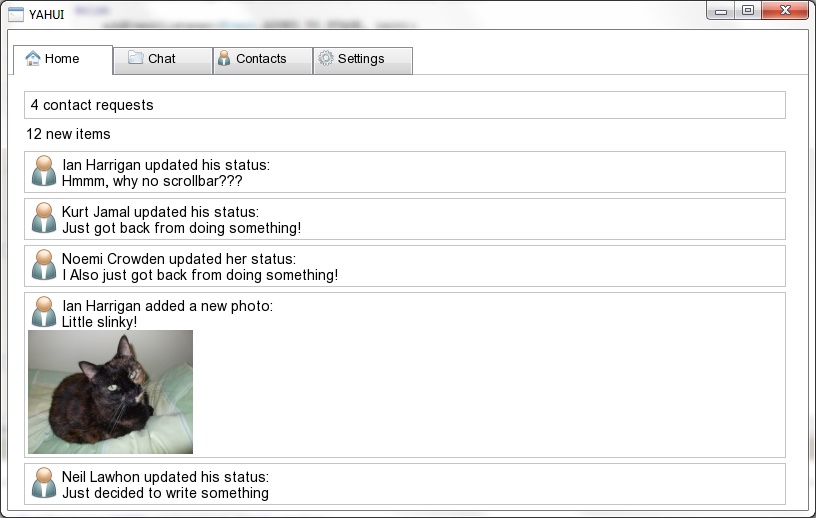 YAHUI
Home
Chat
Contacts
Settings
4 contact requests
12 new items
Ian Harrigan updated his status:
Hmmm, why no scrollbar???
Kurt Jamal updated his status:
Just got back from doing something!
Noemi Crowden updated her status:
I Also just got back from doing something!
Ian Harrigan added a new photo:
Little slinky!
Neil Lawhon updated his status:
Just decided to write something